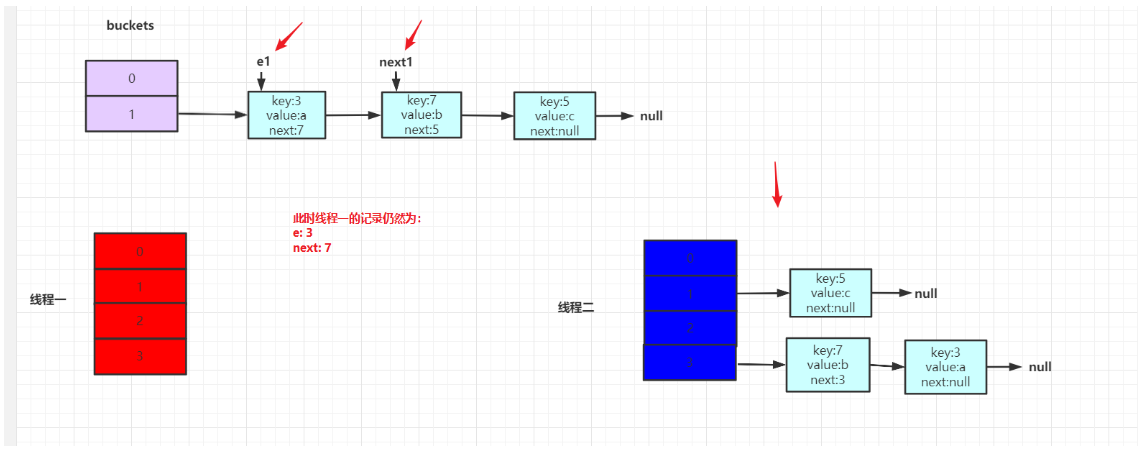 buckets
e1
next1
0
1
key:3
value:a
next:7
key:7
value:b
next:5
key:5
value:c
next:null
null
此时线程一的记录仍然为：
e: 3
next: 7
线程一
0
1
2
3
线程二
0
1
2
3
key:5
value:c
next:null
null
key:7
value:b
next:3
key:3
value:a
next:null
null